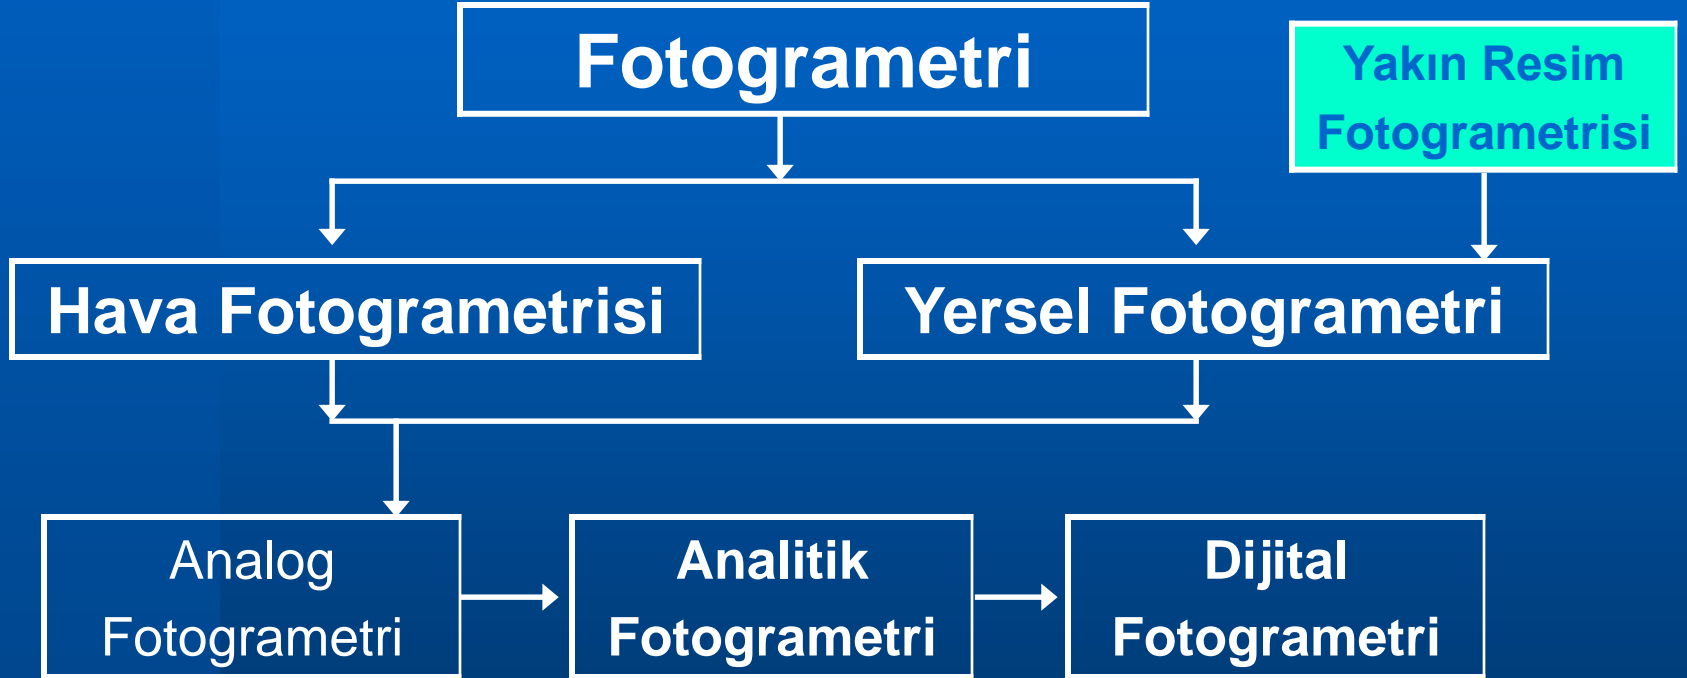 Fotogrametri
Yakın Resim
Fotogrametrisi
Hava Fotogrametrisi
Yersel Fotogrametri
Analog
Fotogrametri
Analitik
Fotogrametri
Dijital
Fotogrametri